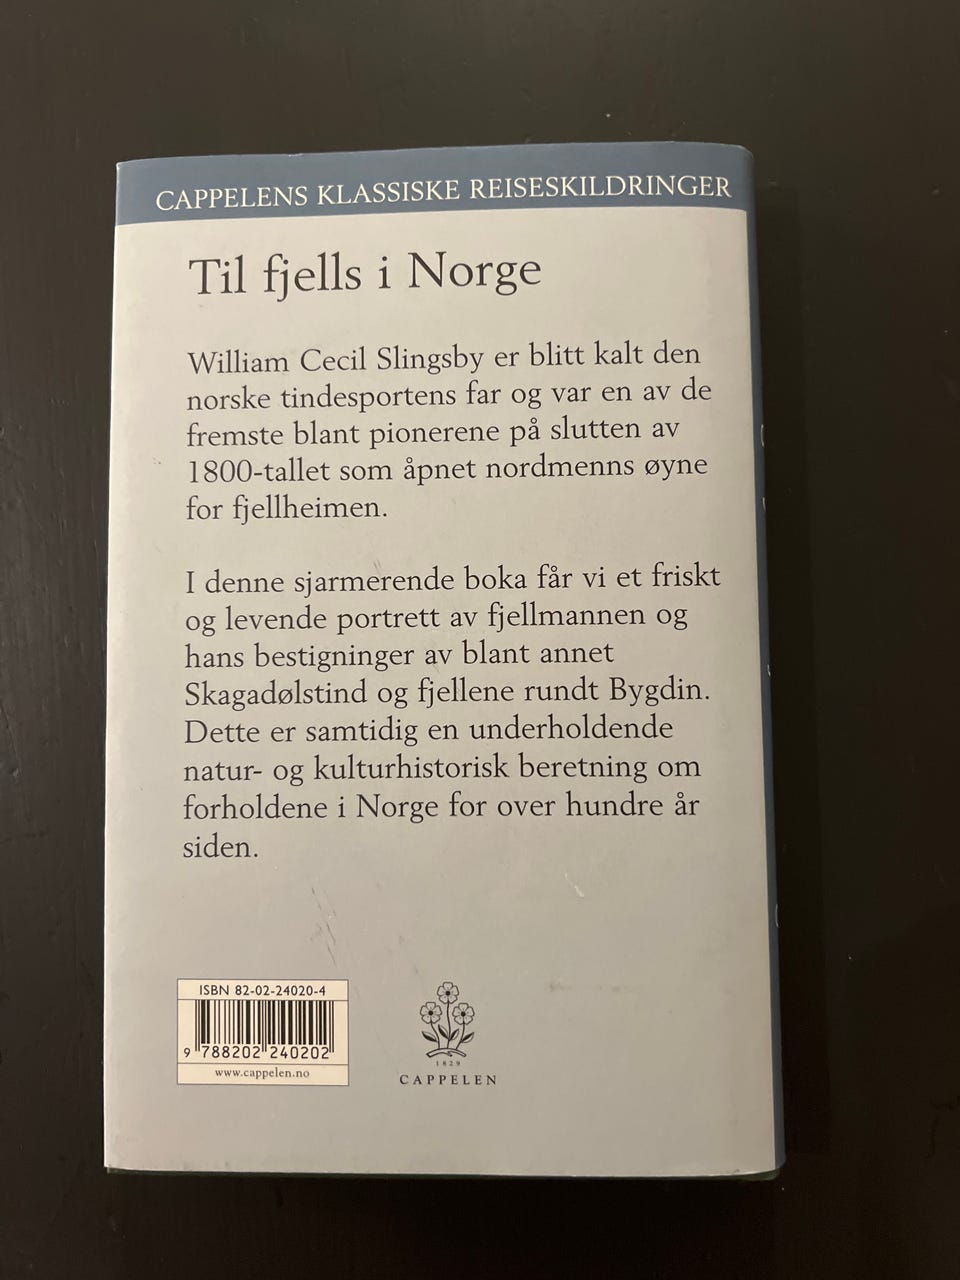 CAPPELENS KLASSISKE REISESKILDRINGER
Til fjells i Norge
William Cecil Slingsby er blitt kalt den
norske tindesportens far og var en av de
fremste blant pionerene på slutten av
1800-tallet som åpnet nordmenns øyne
for fjellheimen.
I denne sjarmerende boka får vi et friskt
og levende portrett av fjellmannen og
hans bestigninger av blant annet
Skagadølstind og fjellene rundt Bygdin.
Dette er samtidig en underholdende
natur- og kulturhistorisk beretning om
forholdene i Norge for over hundre år
siden.
ISBN 82-02-24020-4
9 788202 240202
www.cappelen.no
1829
CAPPELEN